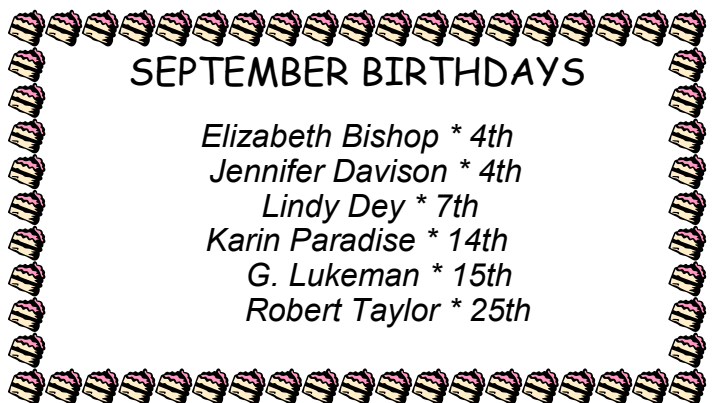 SEPTEMBER BIRTHDAYS
Elizabeth Bishop * 4th
Jennifer Davison * 4th
Lindy Dey * 7th
Karin Paradise * 14th
G. Lukeman * 15th
Robert Taylor * 25th